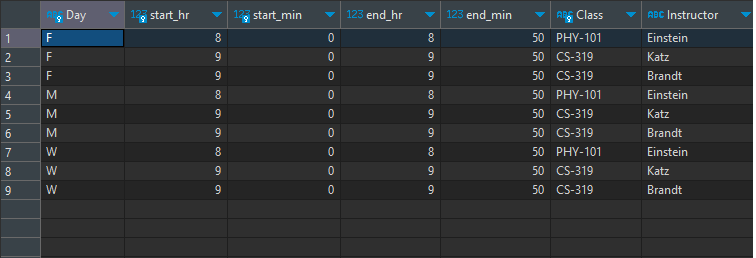 Day 123 start_hr 123 start_min 123 end_hr 123 end_min ABC Class ABC Instructor
1 F 8 0 8 50 PHY-101 Einstein
2 F 9 0 9 50 CS-319 Katz
3 F 9 0 9 50 CS-319 Brandt
4 M 8 0 8 50 PHY-101 Einstein
5 M 9 0 9 50 CS-319 Katz
6 M 9 0 9 50 CS-319 Brandt
7 W 8 0 8 50 PHY-101 Einstein
8 W 9 0 9 50 CS-319 Katz
9 W 9 0 9 50 CS-319 Brandt